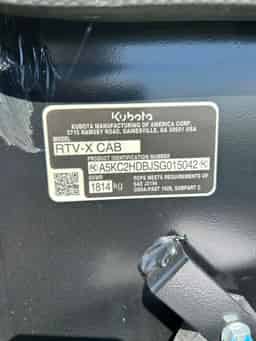 Kubota
KUBOTA MANUFACTURING OF AMERICA CORP.
2715 RAMSEY ROAD, GAINESVILLE, GA 30501 USA
MODEL
RTV-X CAB
PRODUCT IDENTIFICATION NUMBER
A5KC2HDBJSG015042
GVWR
1814 kg
ROPS MEETS REQUIREMENTS OF
SAE J2194
OSHA/PART 1928, SUBPART C